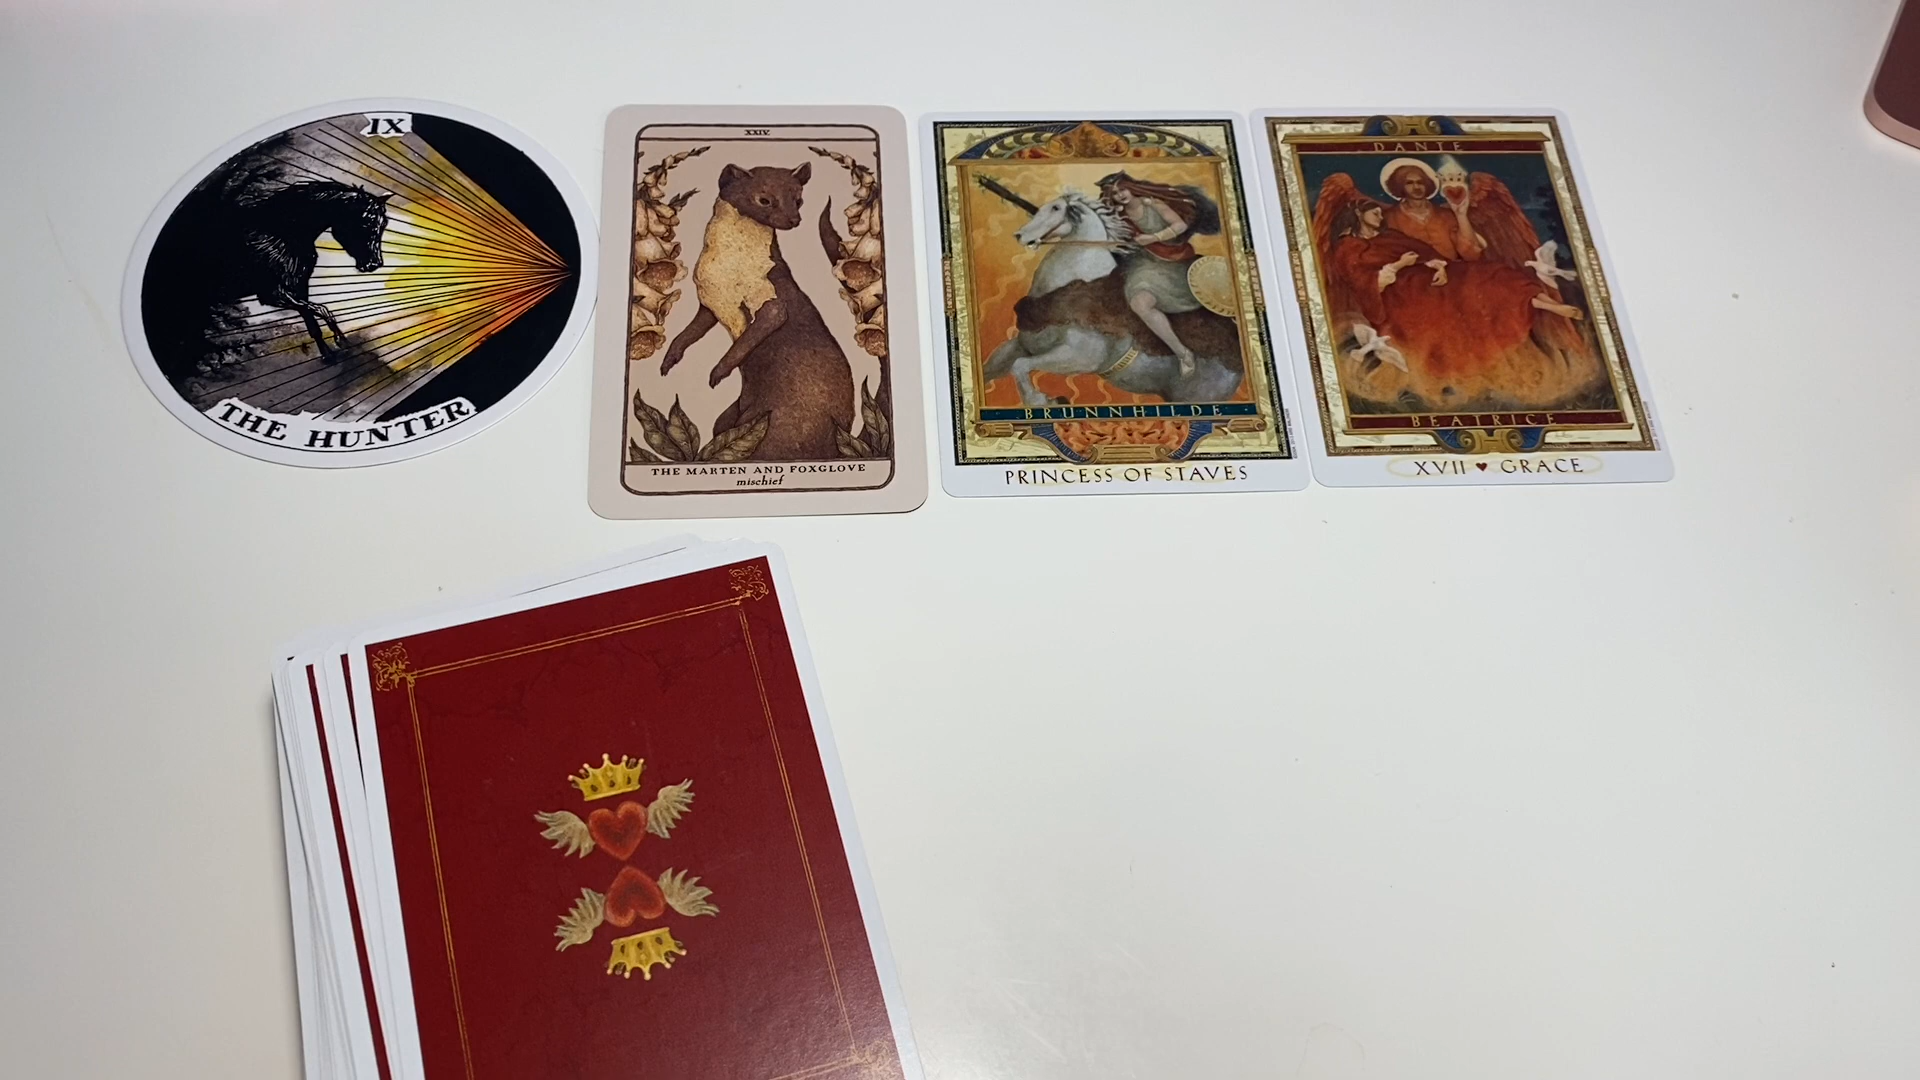 IX
THE HUNTER
XXIV.
THE MARTEN AND FOXGLOVE
mischief
BRUNNHILDE
PRINCESS OF STAVES
DANTE
BEATRICE
XVII ♥ GRACE